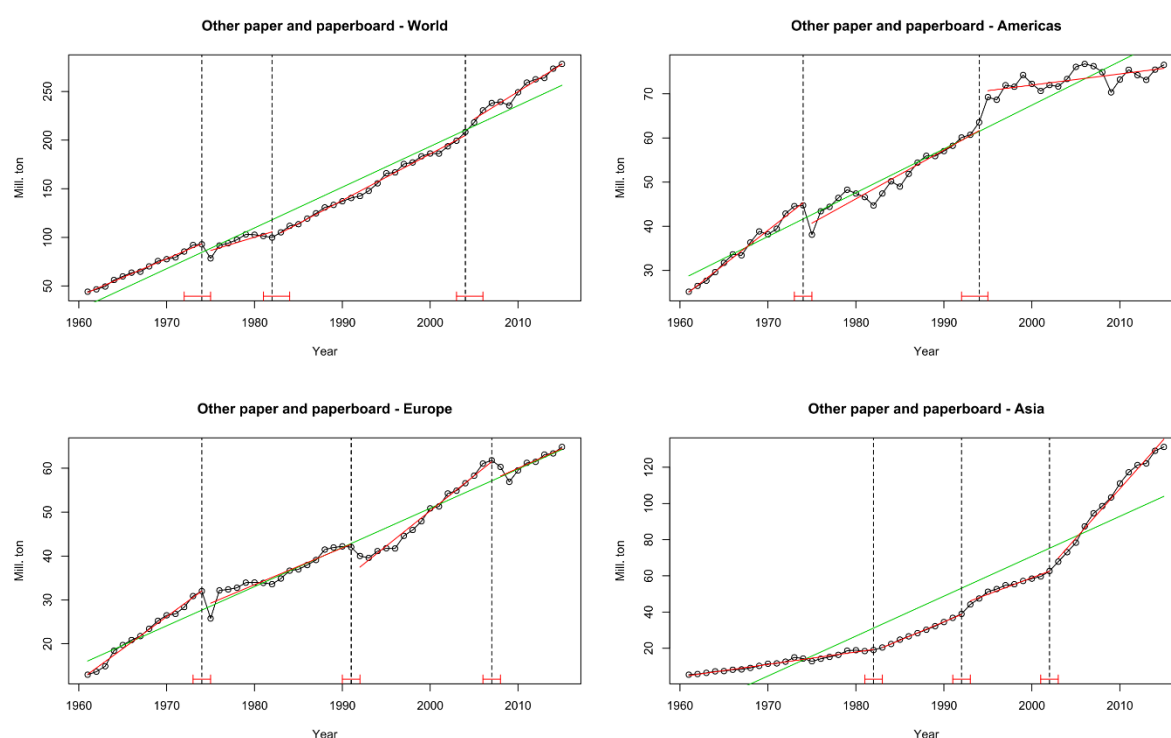 Other paper and paperboard - World
Mill. ton
50 100 150 200 250
1960 1970 1980 1990 2000 2010
Year
Other paper and paperboard - Americas
Mill. ton
30 40 50 60 70
1960 1970 1980 1990 2000 2010
Year
Other paper and paperboard - Europe
Mill. ton
20 30 40 50 60
1960 1970 1980 1990 2000 2010
Year
Other paper and paperboard - Asia
Mill. ton
0 20 40 60 80 100 120
1960 1970 1980 1990 2000 2010
Year